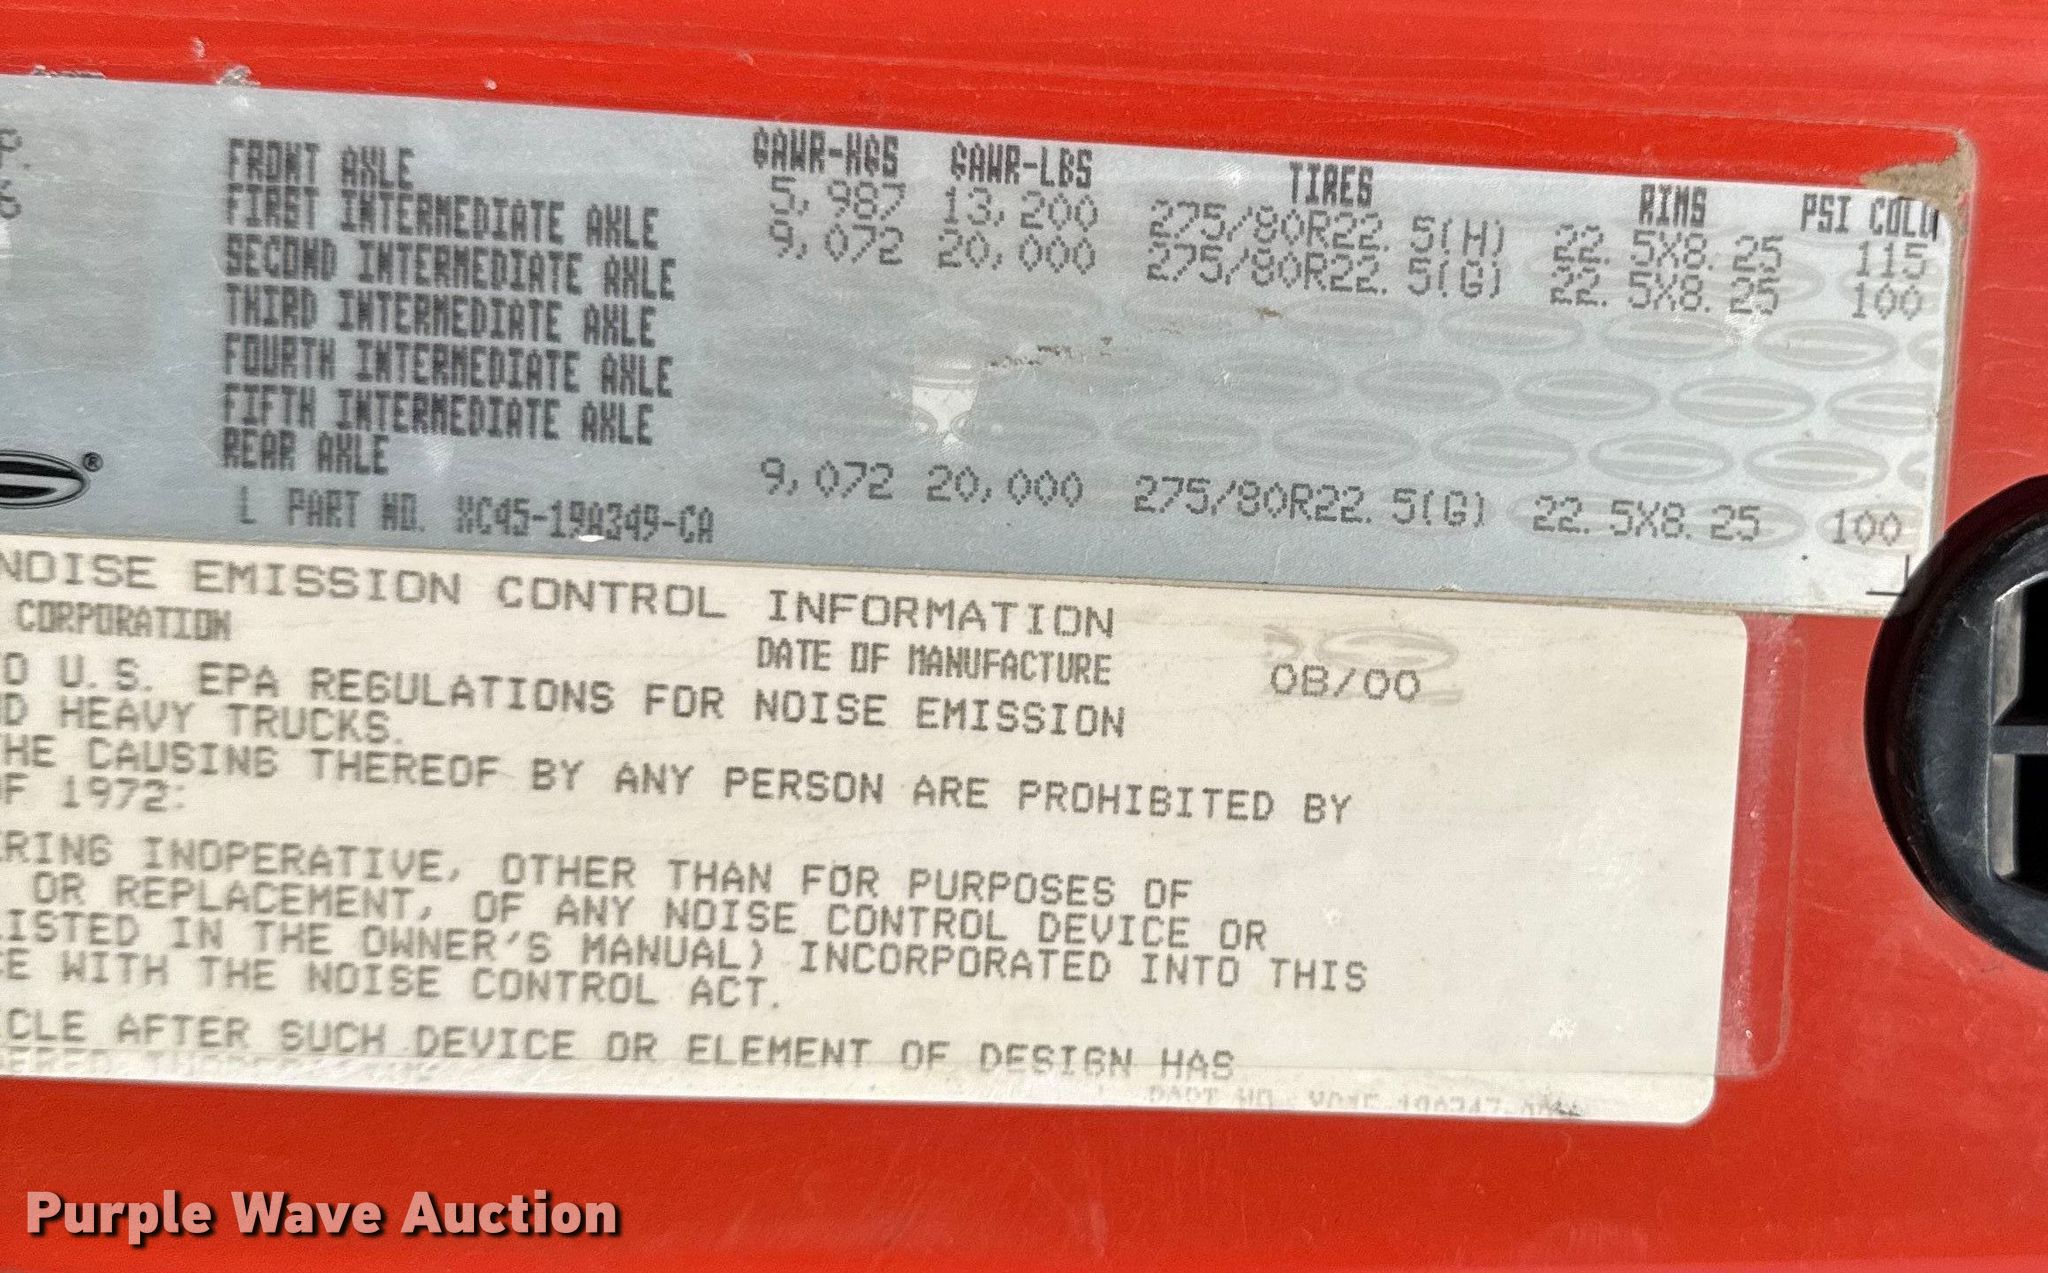 FRONT AXLE GAWR-KGS GAWR-LBS TIRES RIMS PSI COLD
FIRST INTERMEDIATE AXLE 5,987 13,200 275/80R22.5(H) 22.5X8.25 115
SECOND INTERMEDIATE AXLE 9,072 20,000 275/80R22.5(G) 22.5X8.25 100
THIRD INTERMEDIATE AXLE
FOURTH INTERMEDIATE AXLE
FIFTH INTERMEDIATE AXLE
REAR AXLE 9,072 20,000 275/80R22.5(G) 22.5X8.25 100
L PART NO. XC45-19A349-CA
NOISE EMISSION CONTROL INFORMATION
CORPORATION
DATE OF MANUFACTURE 08/00
TO U.S. EPA REGULATIONS FOR NOISE EMISSION
HEAVY TRUCKS.
THE CAUSING THEREOF BY ANY PERSON ARE PROHIBITED BY
OF 1972:
RING INOPERATIVE, OTHER THAN FOR PURPOSES OF
OR REPLACEMENT, OF ANY NOISE CONTROL DEVICE OR
LISTED IN THE OWNER'S MANUAL) INCORPORATED INTO THIS
CE WITH THE NOISE CONTROL ACT.
ICLE AFTER SUCH DEVICE OR ELEMENT OF DESIGN HAS
PART NO.
Purple Wave Auction